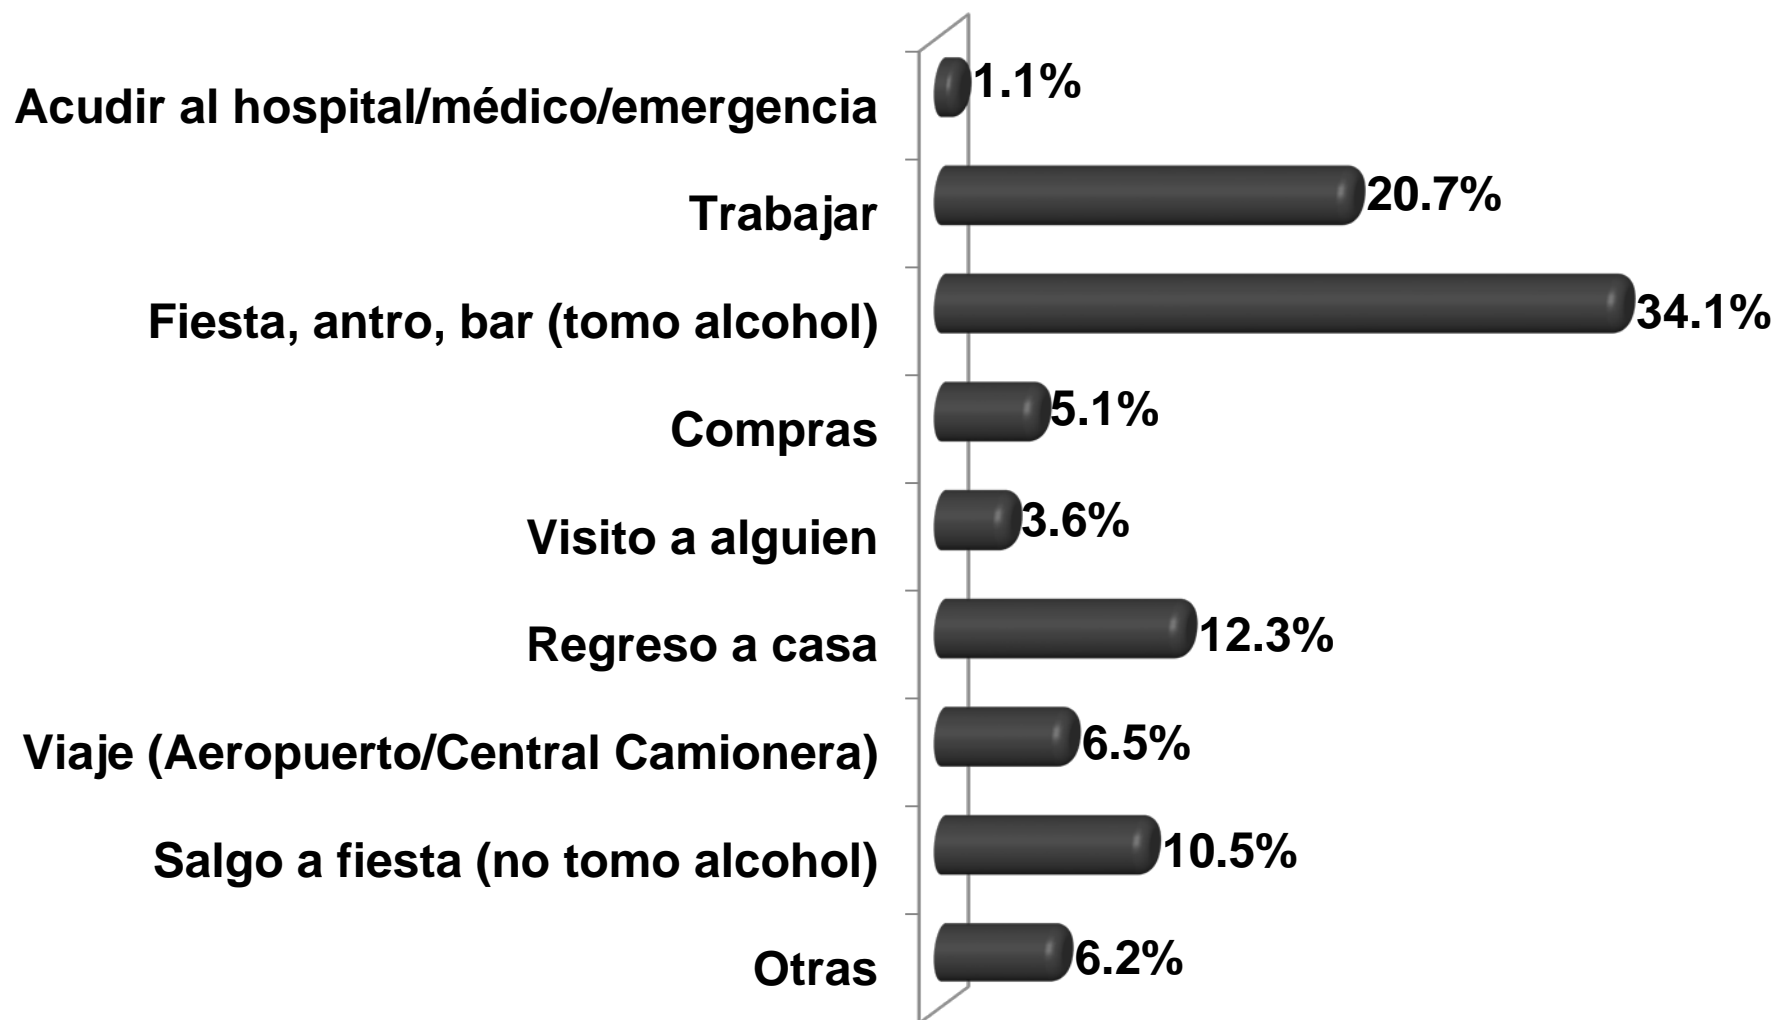 Acudir al hospital/médico/emergencia 1.1%
Trabajar 20.7%
Fiesta, antro, bar (tomo alcohol) 34.1%
Compras 5.1%
Visito a alguien 3.6%
Regreso a casa 12.3%
Viaje (Aeropuerto/Central Camionera) 6.5%
Salgo a fiesta (no tomo alcohol) 10.5%
Otras 6.2%